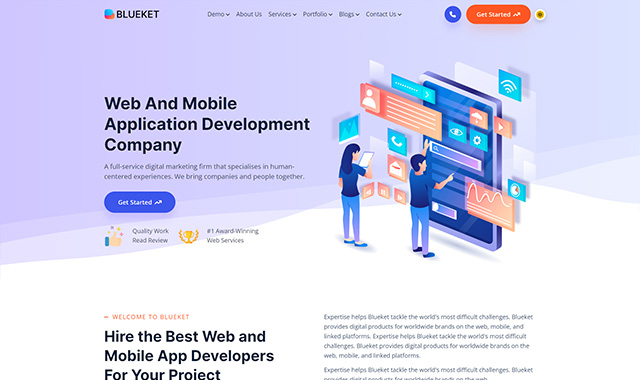 BLUEKET
Demo About Us Services Portfolio Blogs Contact Us
Get Started
Web And Mobile
Application Development
Company
A full-service digital marketing firm that specialises in human-
centered experiences. We bring companies and people together.
Get Started
Quality Work
Read Review
#1 Award-Winning
Web Services
WELCOME TO BLUEKET
Hire the Best Web and
Mobile App Developers
For Your Project
Expertise helps Blueket tackle the world's most difficult challenges. Blueket
provides digital products for worldwide brands on the web, mobile, and
linked platforms. Expertise helps Blueket tackle the world's most difficult
challenges. Blueket provides digital products for worldwide brands on the
web, mobile, and linked platforms.
Expertise helps Blueket tackle the world's most difficult challenges. Blueket
provides digital products for worldwide brands on the web, mobile, and